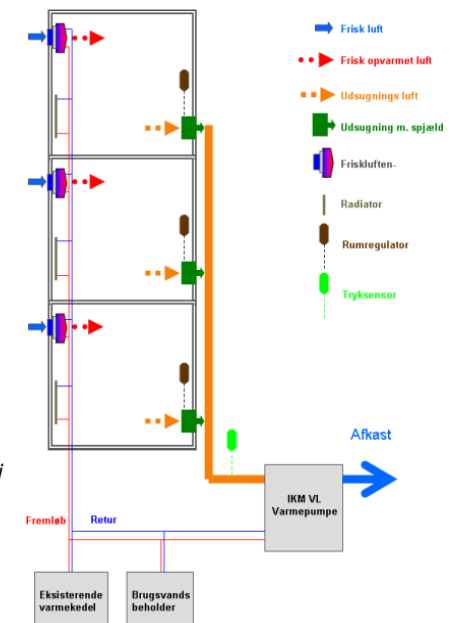 Frisk luft
Frisk opvarmet luft
Udsugnings luft
Udsugning m. spjæld
Friskluften-
Radiator
Rumregulator
Tryksensor
i
Afkast
IKM VL
Varmepumpe
Fremløb
Retur
Eksisterende
varmekedel
Brugsvands
beholder